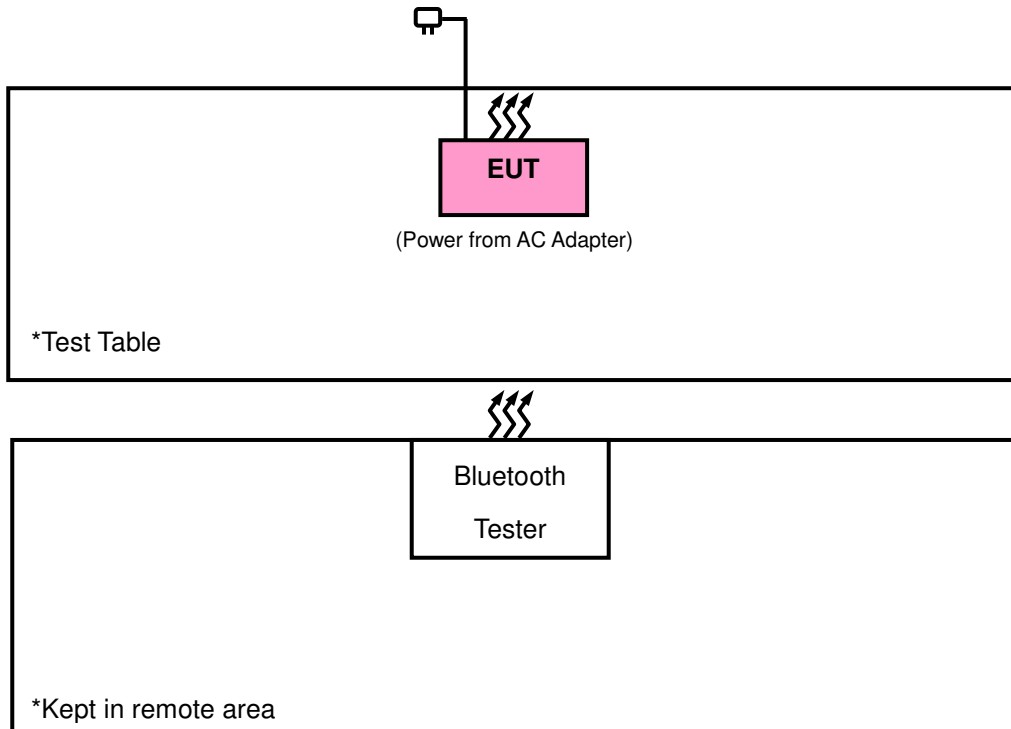 EUT
(Power from AC Adapter)
*Test Table
Bluetooth
Tester
*Kept in remote area